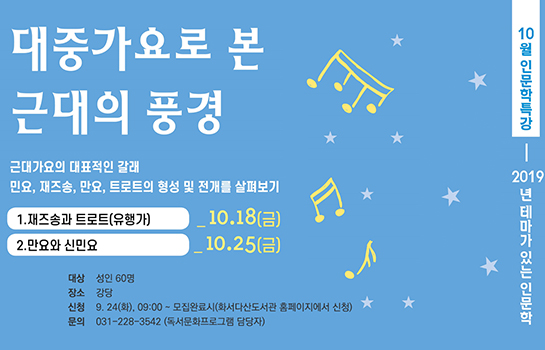 대중가요로 본
근대의 풍경
근대가요의 대표적인 갈래
민요, 재즈송, 만요, 트로트의 형성 및 전개를 살펴보기
1.재즈송과 트로트(유행가) _ 10.18(금)
2.만요와 신민요 _ 10.25(금)
대상 성인 60명
장소 강당
신청 9. 24(화), 09:00 ~ 모집완료시(화서다산도서관 홈페이지에서 신청)
문의 031-228-3542 (독서문화프로그램 담당자)
10월 인문학특강
2019년 테마가 있는 인문학